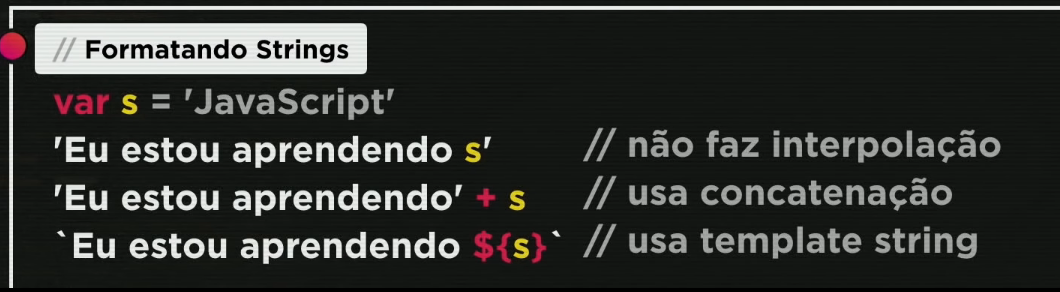 // Formatando Strings
var s = 'JavaScript'
'Eu estou aprendendo s' // não faz interpolação
'Eu estou aprendendo' + s // usa concatenação
`Eu estou aprendendo ${s}` // usa template string